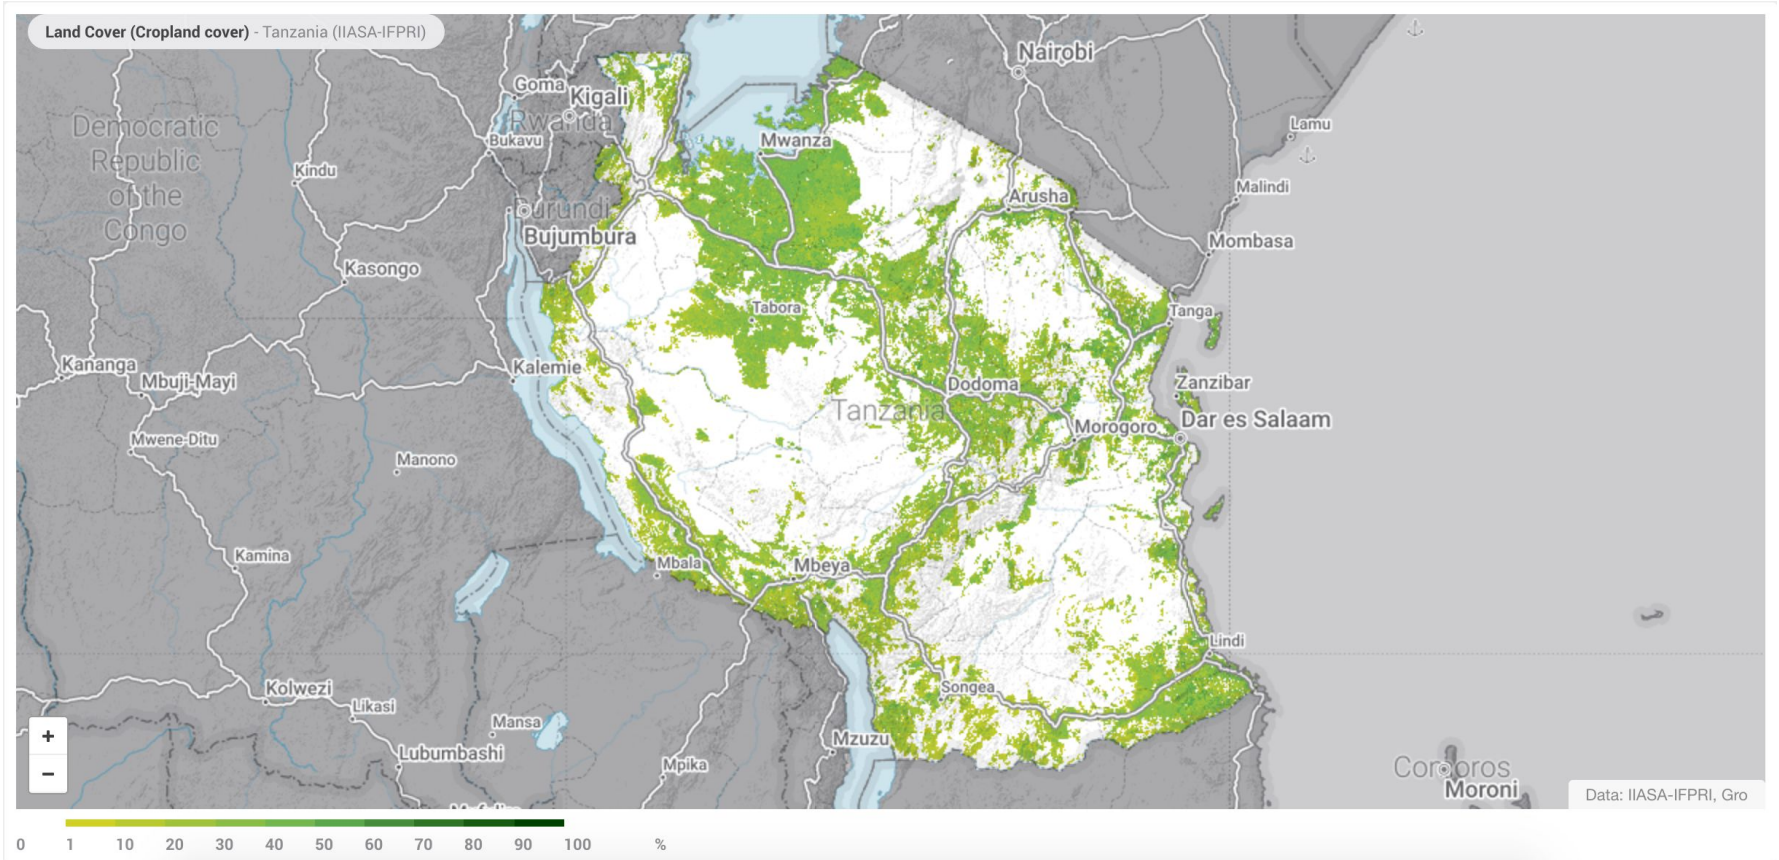 Land Cover (Cropland cover) - Tanzania (IIASA-IFPRI)
Nairobi
Goma
Kigali
Rwanda
Democratic
Republic
of the
Congo
Lamu
Bukavu
Mwanza
Kindu
Malindi
Arusha
Burundi
Bujumbura
Mombasa
Kasongo
Tabora
Tanga
Kananga
Kalemie
Mbuji-Mayi
Dodoma
Zanzibar
Tanzania
Dar es Salaam
Morogoro
Mwene-Ditu
Manono
Kamina
Mbala
Mbeya
Lindi
Kolwezi
Songea
Likasi
Mansa
Mzuzu
Lubumbashi
Mpika
Comoros
Moroni
+
−
Data: IIASA-IFPRI, Gro
0 1 10 20 30 40 50 60 70 80 90 100 %